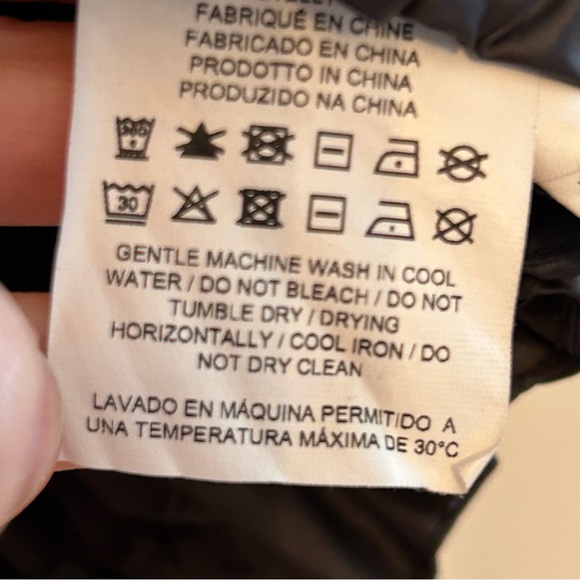 FABRIQUÉ EN CHINE
FABRICADO EN CHINA
PRODOTTO IN CHINA
PRODUZIDO NA CHINA
30
GENTLE MACHINE WASH IN COOL
WATER / DO NOT BLEACH / DO NOT
TUMBLE DRY / DRYING
HORIZONTALLY / COOL IRON / DO
NOT DRY CLEAN
LAVADO EN MÁQUINA PERMITIDO A
UNA TEMPERATURA MÁXIMA DE 30°C